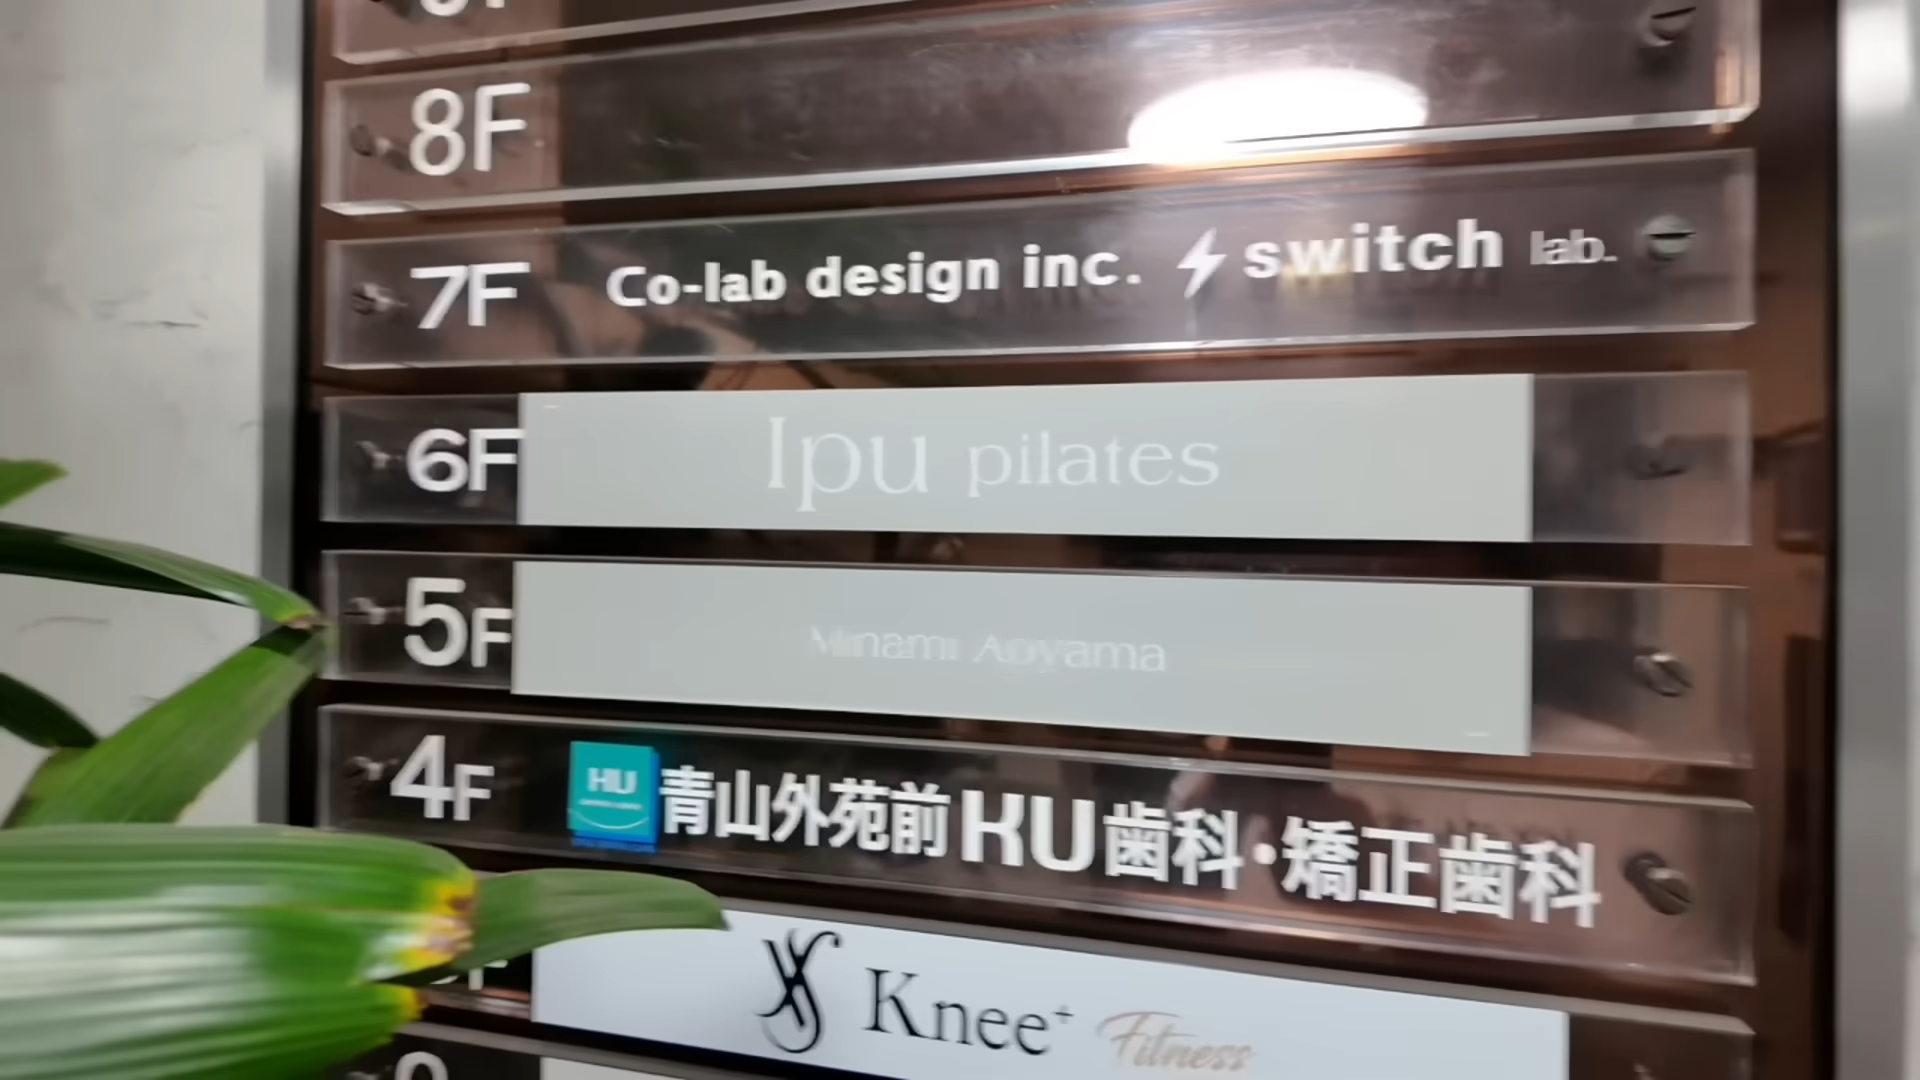 8F
7F Co-lab design inc. switch lab.
6F Ipu pilates
5F Minami Aoyama
4F HU 青山外苑前KU歯科・矯正歯科
Knee+ Fitness